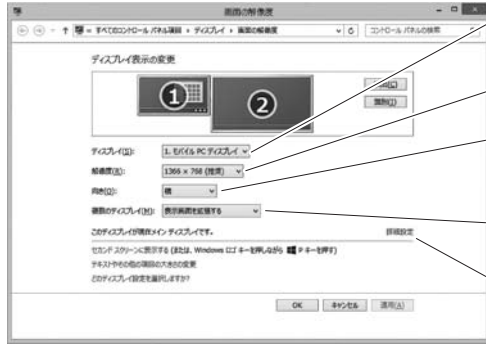 画面の解像度
すべてのコントロール パネル項目 ▸ ディスプレイ ▸ 画面の解像度
コントロール パネルの検索
ディスプレイ表示の変更
1
2
識別(I)
ディスプレイ(S): 1. モバイル PC ディスプレイ
解像度(R): 1366 × 768 (推奨)
向き(O): 横
複数のディスプレイ(M): 表示画面を拡張する
このディスプレイが現在メイン ディスプレイです。 詳細設定
セカンド スクリーンに表示する (または、Windows ロゴ キーを押しながら P キーを押す)
テキストやその他の項目の大きさの変更
どのディスプレイ設定を選択しますか?
OK キャンセル 適用(A)